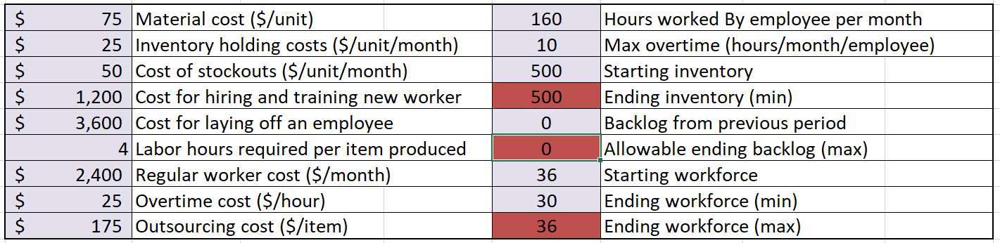 $ 75 Material cost ($/unit) 160 Hours worked By employee per month
$ 25 Inventory holding costs ($/unit/month) 10 Max overtime (hours/month/employee)
$ 50 Cost of stockouts ($/unit/month) 500 Starting inventory
$ 1,200 Cost for hiring and training new worker 500 Ending inventory (min)
$ 3,600 Cost for laying off an employee 0 Backlog from previous period
4 Labor hours required per item produced 0 Allowable ending backlog (max)
$ 2,400 Regular worker cost ($/month) 36 Starting workforce
$ 25 Overtime cost ($/hour) 30 Ending workforce (min)
$ 175 Outsourcing cost ($/item) 36 Ending workforce (max)